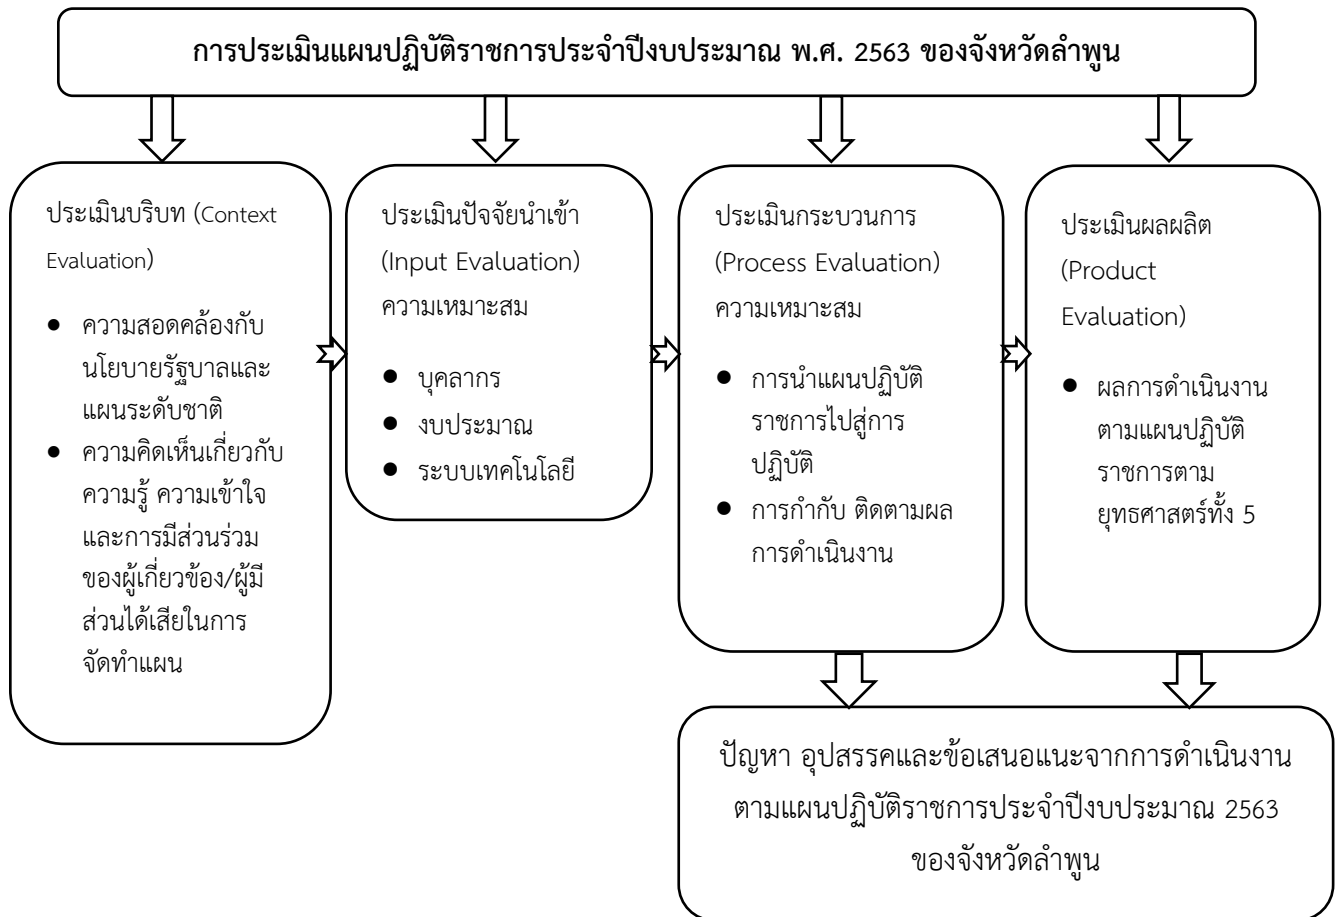 การประเมินแผนปฏิบัติราชการประจำปีงบประมาณ พ.ศ. 2563 ของจังหวัดลำพูน
ประเมินบริบท (Context
Evaluation)
● ความสอดคล้องกับ
นโยบายรัฐบาลและ
แผนระดับชาติ
● ความคิดเห็นเกี่ยวกับ
ความรู้ ความเข้าใจ
และการมีส่วนร่วม
ของผู้เกี่ยวข้อง/ผู้มี
ส่วนได้เสียในการ
จัดทำแผน
ประเมินปัจจัยนำเข้า
(Input Evaluation)
ความเหมาะสม
● บุคลากร
● งบประมาณ
● ระบบเทคโนโลยี
ประเมินกระบวนการ
(Process Evaluation)
ความเหมาะสม
● การนำแผนปฏิบัติ
ราชการไปสู่การ
ปฏิบัติ
● การกำกับ ติดตามผล
การดำเนินงาน
ประเมินผลผลิต
(Product
Evaluation)
● ผลการดำเนินงาน
ตามแผนปฏิบัติ
ราชการตาม
ยุทธศาสตร์ทั้ง 5
ปัญหา อุปสรรคและข้อเสนอแนะจากการดำเนินงาน
ตามแผนปฏิบัติราชการประจำปีงบประมาณ 2563
ของจังหวัดลำพูน